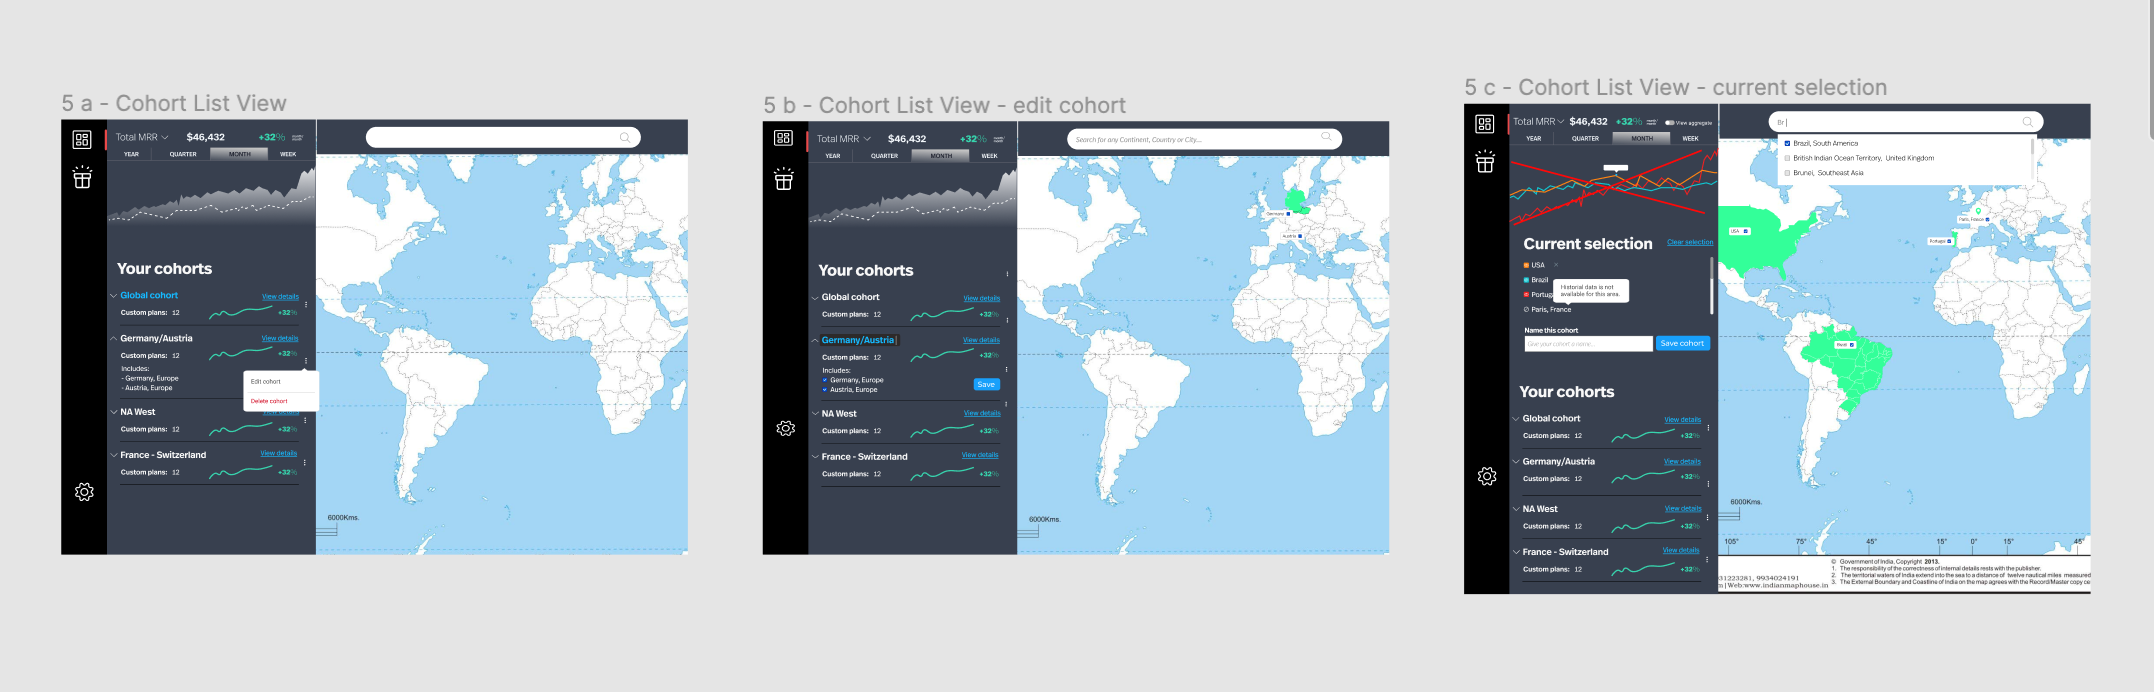 5 a - Cohort List View
Total MRR $46,432 +32%
YEAR QUARTER MONTH WEEK
Your cohorts
Global cohort View details
Custom plans: 12 +32%
Germany/Austria View details
Custom plans: 12 +32%
Includes:
- Germany, Europe
- Austria, Europe
Edit cohort
Delete cohort
NA West View details
Custom plans: 12 +32%
France - Switzerland View details
Custom plans: 12 +32%
6000Kms.
5 b - Cohort List View - edit cohort
Total MRR $46,432 +32%
Search for any Continent, Country or City...
YEAR QUARTER MONTH WEEK
Germany
Austria
Your cohorts
Global cohort View details
Custom plans: 12 +32%
Germany/Austria View details
Custom plans: 12 +32%
Includes:
Germany, Europe
Austria, Europe
Save
NA West View details
Custom plans: 12 +32%
France - Switzerland View details
Custom plans: 12 +32%
6000Kms.
5 c - Cohort List View - current selection
Total MRR $46,432 +32% View aggregate
Br
YEAR QUARTER MONTH WEEK
Brazil, South America
British Indian Ocean Territory, United Kingdom
Brunei, Southeast Asia
Paris, France
USA
Portugal
Brazil
Current selection Clear selection
USA ×
Brazil
Historial data is not
available for this area.
Paris, France
Name this cohort
Give your cohort a name... Save cohort
Your cohorts
Global cohort View details
Custom plans: 12 +32%
Germany/Austria View details
Custom plans: 12 +32%
NA West View details
Custom plans: 12 +32%
France - Switzerland View details
Custom plans: 12 +32%
6000Kms.
105° 75° 45° 15° 0° 15° 45°
© Government of India, Copyright 2013.
1. The responsibility of the correctness of internal details rests with the publisher.
2. The territorial waters of India extend into the sea to a distance of twelve nautical miles measured
3. The External Boundary and Coastline of India on the map agrees with the Record/Master copy ce
31223281, 9934024191
m|Web:www.indianmaphouse.in